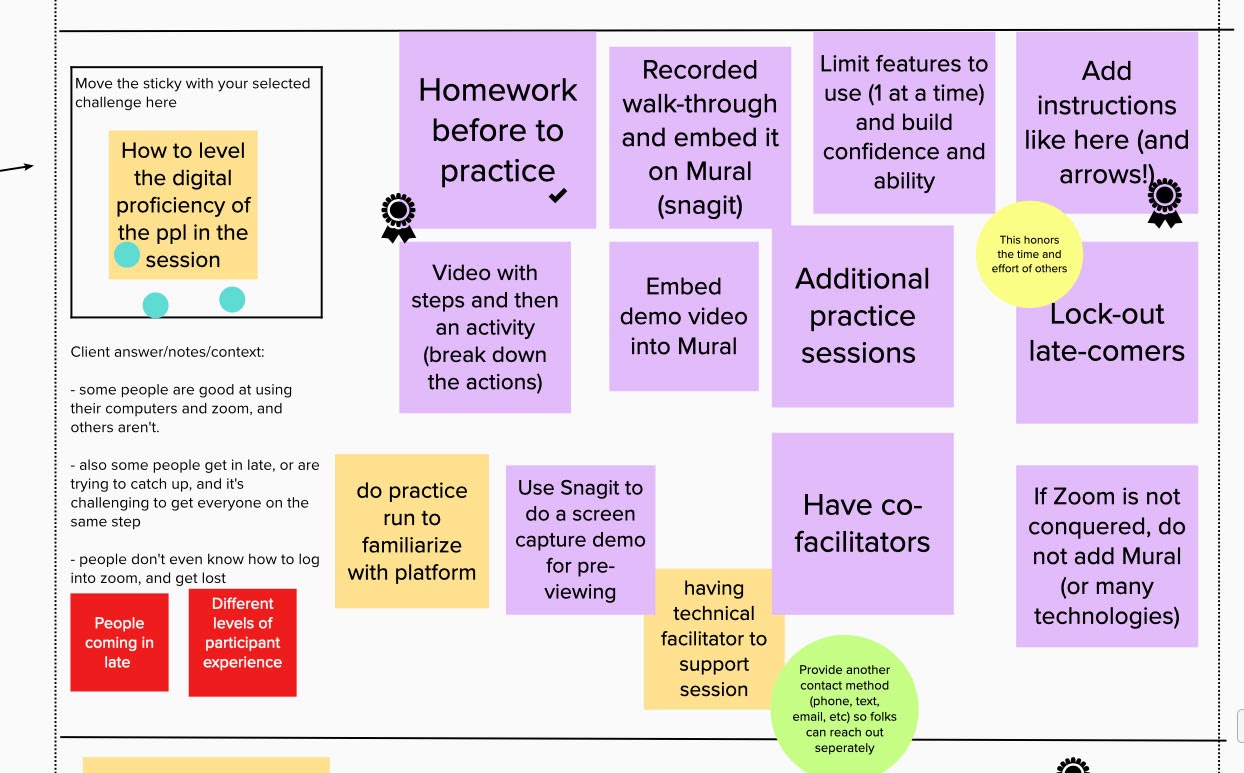 Move the sticky with your selected
challenge here
How to level
the digital
proficiency of
the ppl in the
session
Client answer/notes/context:
- some people are good at using
their computers and zoom, and
others aren't.
- also some people get in late, or are
trying to catch up, and it's
challenging to get everyone on the
same step
- people don't even know how to log
into zoom, and get lost
People
coming in
late
Different
levels of
participant
experience
Homework
before to
practice
Recorded
walk-through
and embed it
on Mural
(snagit)
Limit features to
use (1 at a time)
and build
confidence and
ability
Add
instructions
like here (and
arrows!)
This honors
the time and
effort of others
Video with
steps and then
an activity
(break down
the actions)
Embed
demo video
into Mural
Additional
practice
sessions
Lock-out
late-comers
do practice
run to
familiarize
with platform
Use Snagit to
do a screen
capture demo
for pre-
viewing
having
technical
facilitator to
support
session
Have co-
facilitators
If Zoom is not
conquered, do
not add Mural
(or many
technologies)
Provide another
contact method
(phone, text,
email, etc) so folks
can reach out
seperately